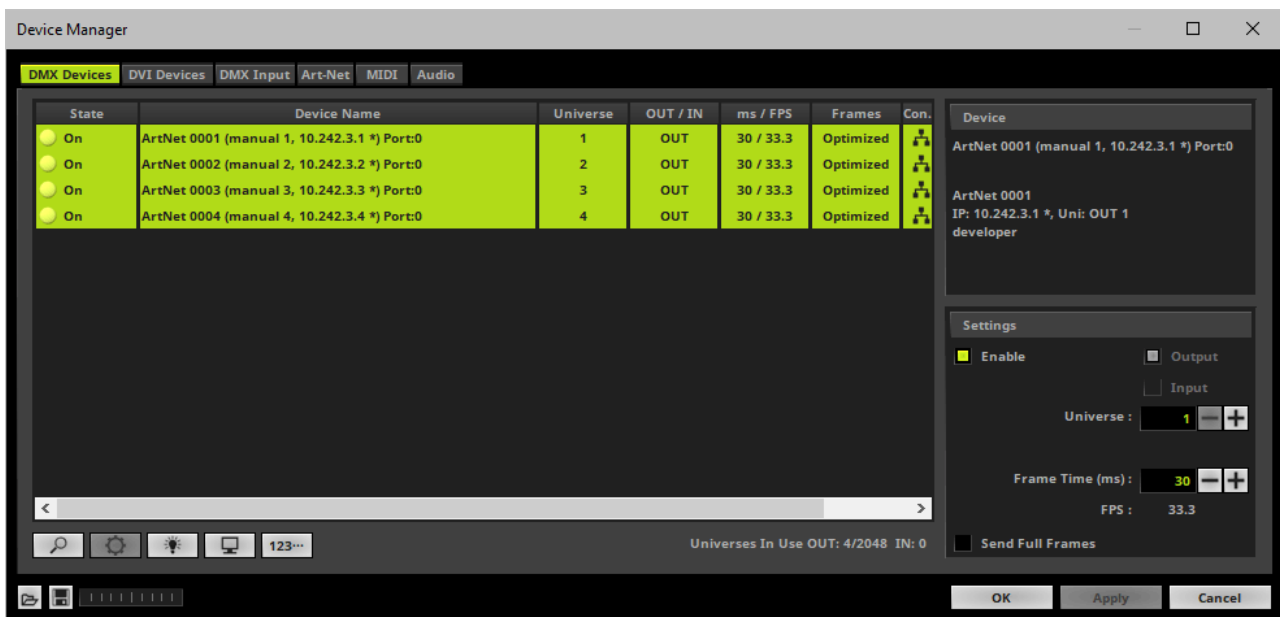 Device Manager
DMX Devices DVI Devices DMX Input Art-Net MIDI Audio
State Device Name Universe OUT / IN ms / FPS Frames Con.
On ArtNet 0001 (manual 1, 10.242.3.1 *) Port:0 1 OUT 30 / 33.3 Optimized
On ArtNet 0002 (manual 2, 10.242.3.2 *) Port:0 2 OUT 30 / 33.3 Optimized
On ArtNet 0003 (manual 3, 10.242.3.3 *) Port:0 3 OUT 30 / 33.3 Optimized
On ArtNet 0004 (manual 4, 10.242.3.4 *) Port:0 4 OUT 30 / 33.3 Optimized
123...
Universes In Use OUT: 4/2048 IN: 0
Device
ArtNet 0001 (manual 1, 10.242.3.1 *) Port:0
ArtNet 0001
IP: 10.242.3.1 *, Uni: OUT 1
developer
Settings
Enable Output
Input
Universe : 1
Frame Time (ms) : 30
FPS : 33.3
Send Full Frames
OK Apply Cancel